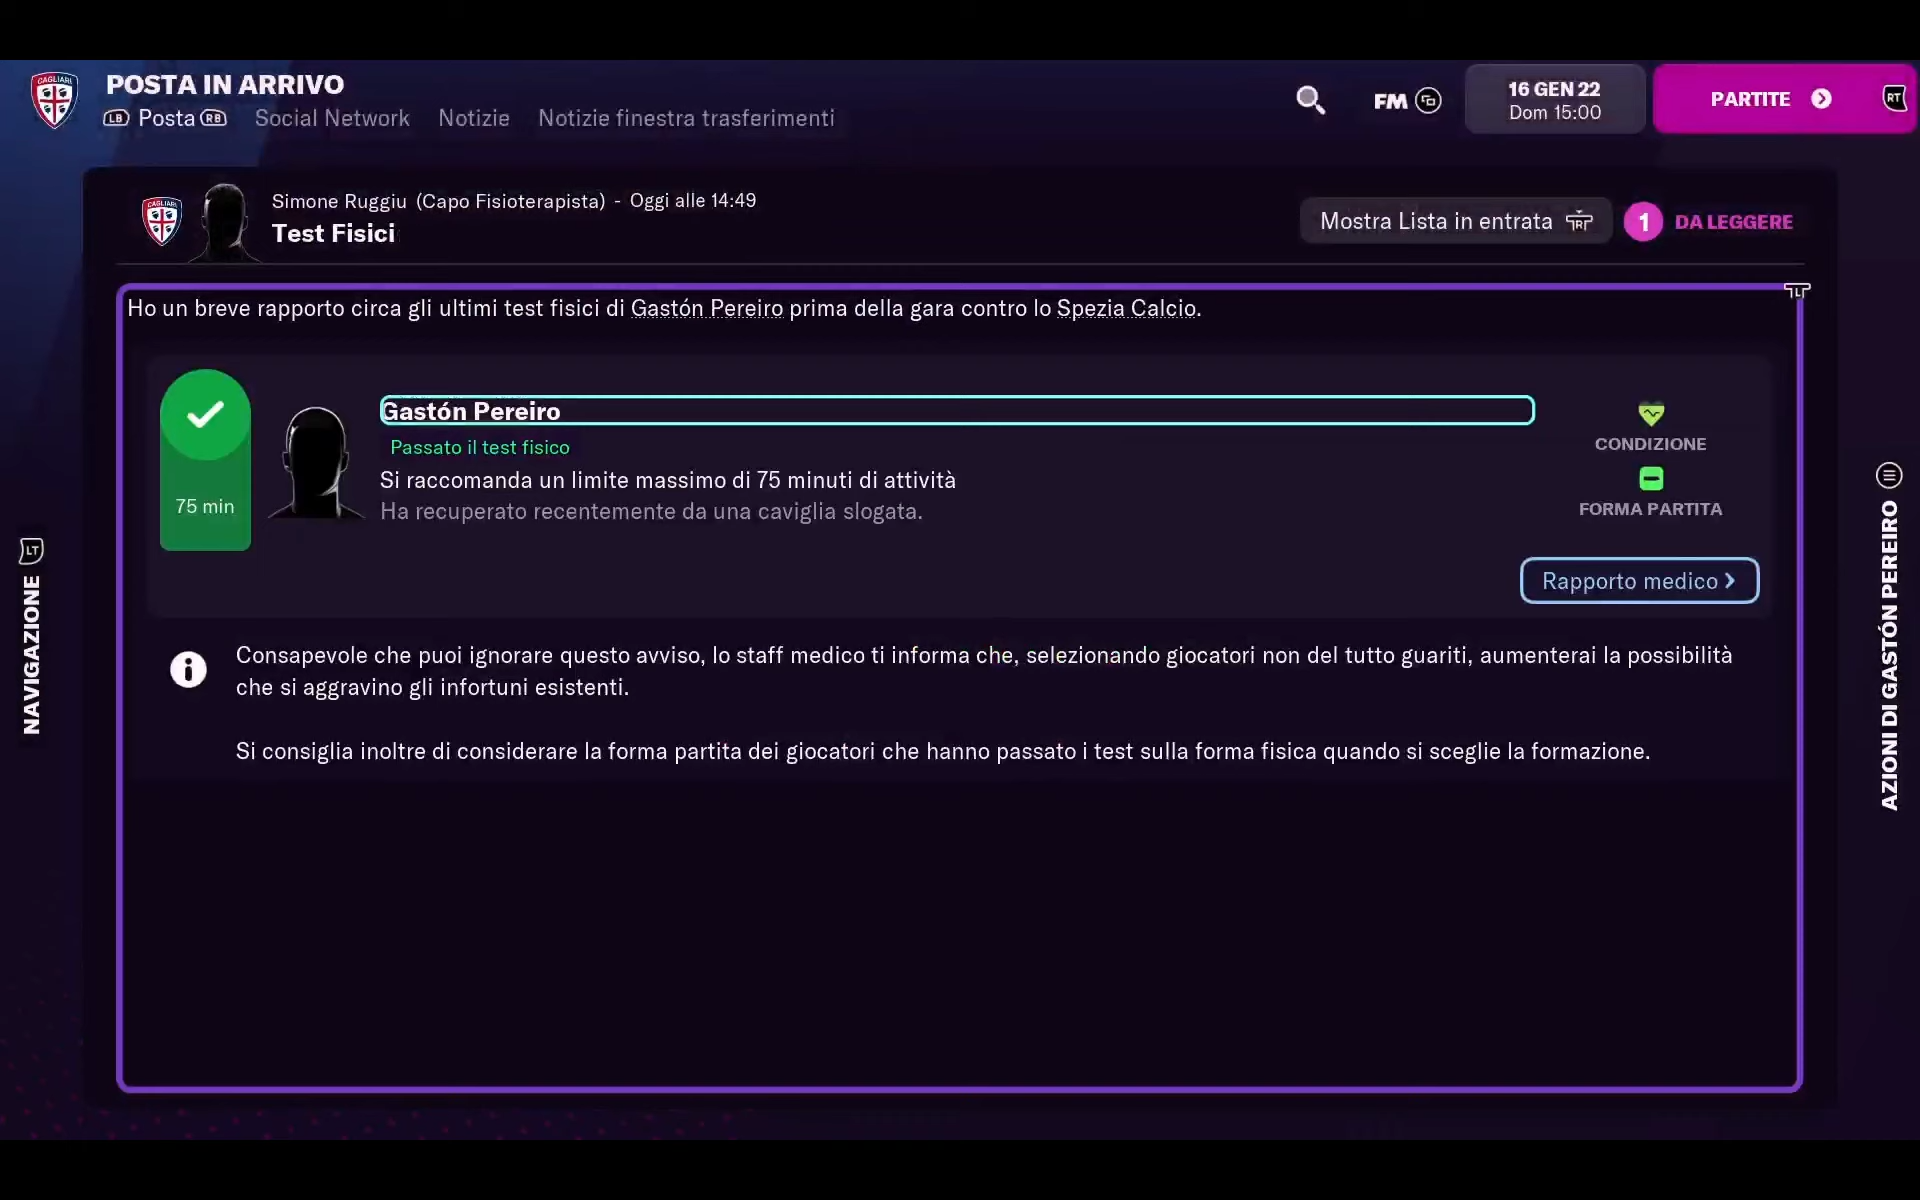 POSTA IN ARRIVO
LB Posta RB Social Network Notizie Notizie finestra trasferimenti
FM
16 GEN 22
Dom 15:00
PARTITE
RT
CAGLIARI
Simone Ruggiu (Capo Fisioterapista) - Oggi alle 14:49
Test Fisici
Mostra Lista in entrata R
1 DA LEGGERE
L
Ho un breve rapporto circa gli ultimi test fisici di Gastón Pereiro prima della gara contro lo Spezia Calcio.
75 min
Gastón Pereiro
Passato il test fisico
Si raccomanda un limite massimo di 75 minuti di attività
Ha recuperato recentemente da una caviglia slogata.
CONDIZIONE
FORMA PARTITA
Rapporto medico
Consapevole che puoi ignorare questo avviso, lo staff medico ti informa che, selezionando giocatori non del tutto guariti, aumenterai la possibilità
che si aggravino gli infortuni esistenti.
Si consiglia inoltre di considerare la forma partita dei giocatori che hanno passato i test sulla forma fisica quando si sceglie la formazione.
NAVIGAZIONE LT
AZIONI DI GASTÓN PEREIRO